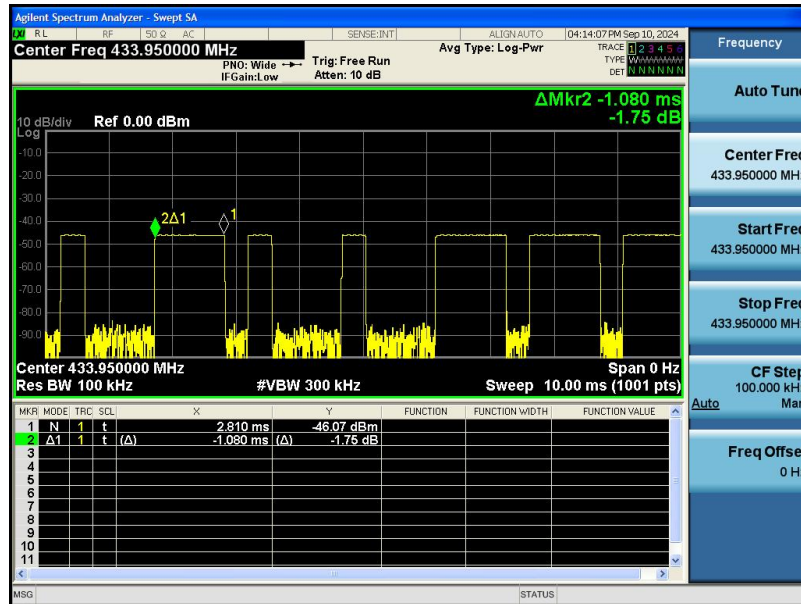 Agilent Spectrum Analyzer - Swept SA
LXI RL RF 50 Ω AC SENSE:INT ALIGN AUTO 04:14:07 PM Sep 10, 2024
Center Freq 433.950000 MHz
PNO: Wide
IFGain:Low
Trig: Free Run
Atten: 10 dB
Avg Type: Log-Pwr
TRACE 1 2 3 4 5 6
TYPE WWWWWWW
DET N N N N N N
ΔMkr2 -1.080 ms
-1.75 dB
10 dB/div Ref 0.00 dBm
Log
-10.0
-20.0
-30.0
-50.0
-60.0
-70.0
-80.0
-90.0
2Δ1
1
Center 433.950000 MHz Span 0 Hz
Res BW 100 kHz #VBW 300 kHz Sweep 10.00 ms (1001 pts)
MKR MODE TRC SCL X Y FUNCTION FUNCTION WIDTH FUNCTION VALUE
1 N 1 t 2.810 ms -46.07 dBm
2 Δ1 1 t (Δ) -1.080 ms (Δ) -1.75 dB
3
4
5
6
7
8
9
10
11
MSG STATUS
Frequency
Auto Tune
Center Freq
433.950000 MHz
Start Freq
433.950000 MHz
Stop Freq
433.950000 MHz
CF Step
100.000 kHz
Auto Man
Freq Offset
0 Hz